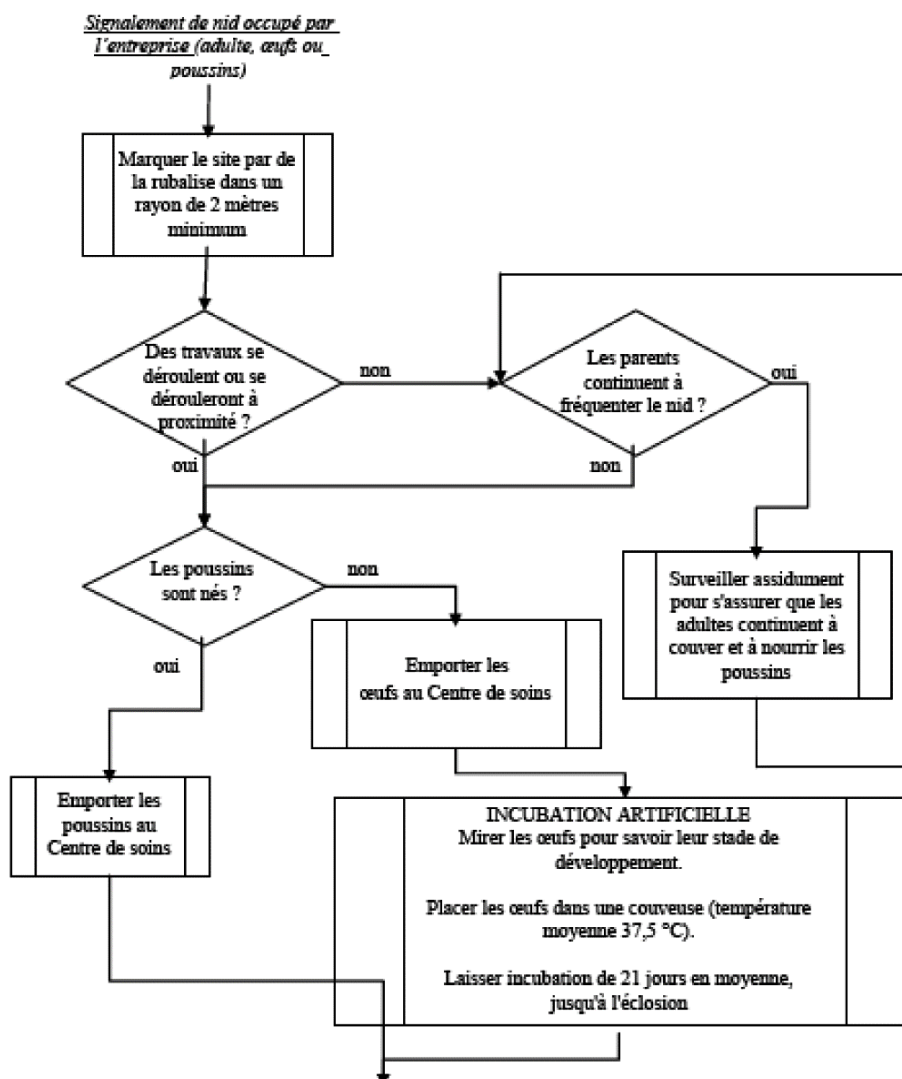 Signalement de nid occupé par
l'entreprise (adulte, œufs ou
poussins)
Marquer le site par de
la rubalise dans un
rayon de 2 mètres
minimum
Des travaux se
déroulent ou se
dérouleront à
proximité ?
non
oui
Les parents
continuent à
fréquenter le nid ?
oui
non
Les poussins
sont nés ?
non
oui
Surveiller assidument
pour s'assurer que les
adultes continuent à
couver et à nourrir les
poussins
Emporter les
œufs au Centre de soins
Emporter les
poussins au
Centre de soins
INCUBATION ARTIFICIELLE
Mirer les œufs pour savoir leur stade de
développement.
Placer les œufs dans une couveuse (température
moyenne 37,5 °C).
Laisser incubation de 21 jours en moyenne,
jusqu'à l'éclosion